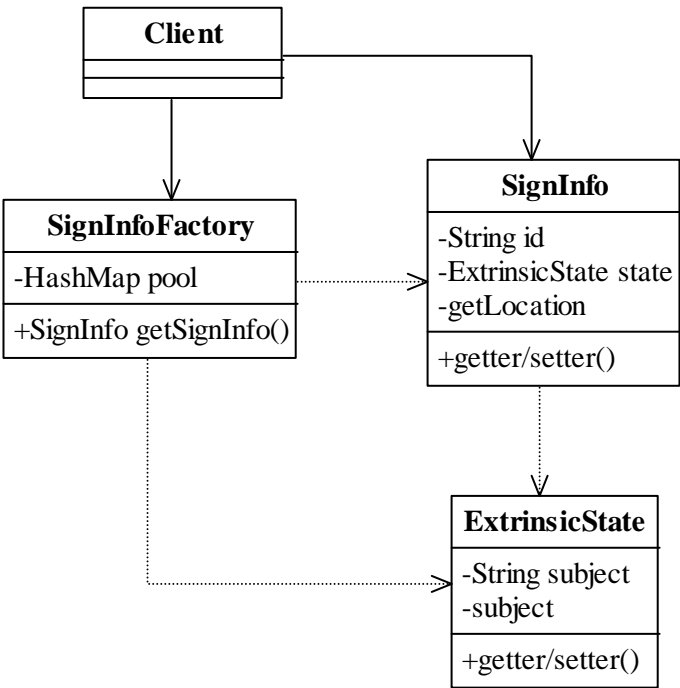 Client
SignInfoFactory
-HashMap pool
+SignInfo getSignInfo()
SignInfo
-String id
-ExtrinsicState state
-getLocation
+getter/setter()
ExtrinsicState
-String subject
-subject
+getter/setter()